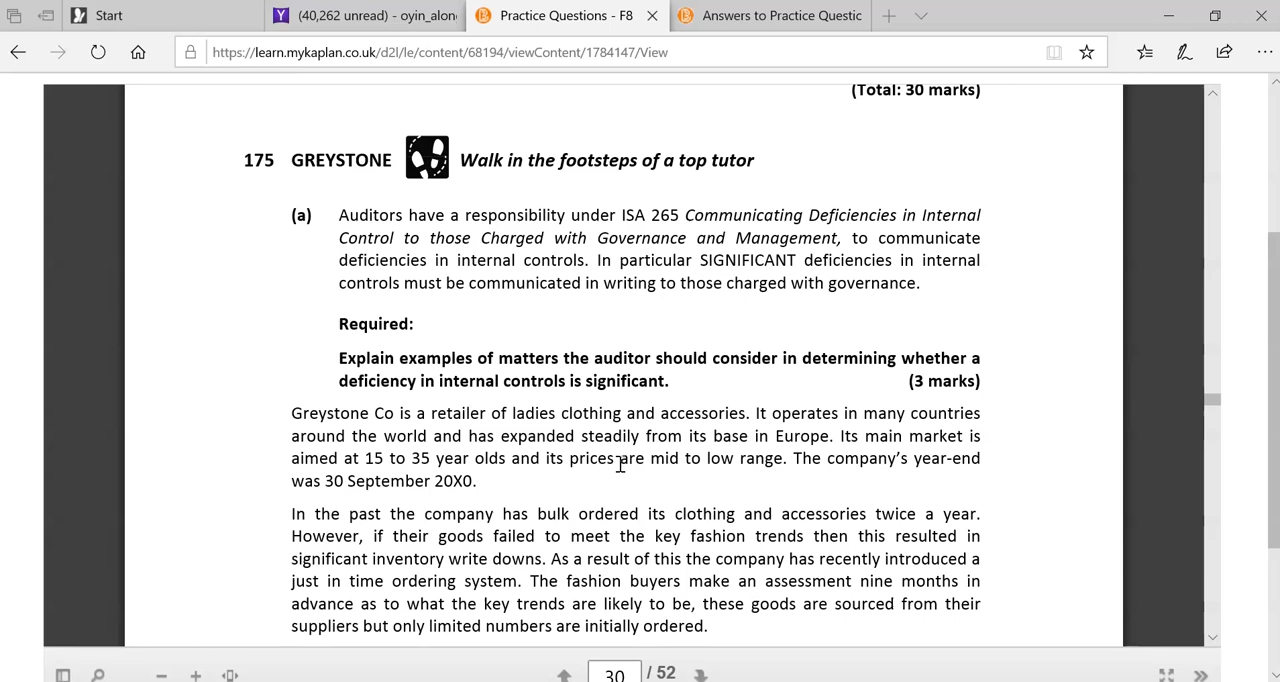 Start
(40,262 unread) - oyin_alon
Practice Questions - F8
Answers to Practice Questic
https://learn.mykaplan.co.uk/d2l/le/content/68194/viewContent/1784147/View
(Total: 30 marks)
175 GREYSTONE Walk in the footsteps of a top tutor
(a) Auditors have a responsibility under ISA 265 Communicating Deficiencies in Internal
Control to those Charged with Governance and Management, to communicate
deficiencies in internal controls. In particular SIGNIFICANT deficiencies in internal
controls must be communicated in writing to those charged with governance.
Required:
Explain examples of matters the auditor should consider in determining whether a
deficiency in internal controls is significant. (3 marks)
Greystone Co is a retailer of ladies clothing and accessories. It operates in many countries
around the world and has expanded steadily from its base in Europe. Its main market is
aimed at 15 to 35 year olds and its prices are mid to low range. The company's year-end
was 30 September 20X0.
In the past the company has bulk ordered its clothing and accessories twice a year.
However, if their goods failed to meet the key fashion trends then this resulted in
significant inventory write downs. As a result of this the company has recently introduced a
just in time ordering system. The fashion buyers make an assessment nine months in
advance as to what the key trends are likely to be, these goods are sourced from their
suppliers but only limited numbers are initially ordered.
30 / 52